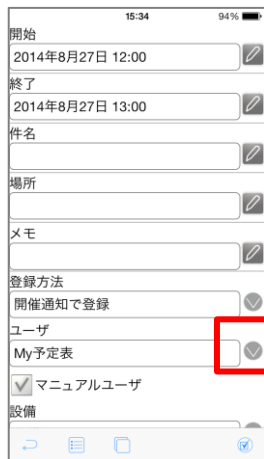 15:34 94%
開始
2014年8月27日 12:00
終了
2014年8月27日 13:00
件名
場所
メモ
登録方法
開催通知で登録
ユーザ
My予定表
マニュアルユーザ
設備